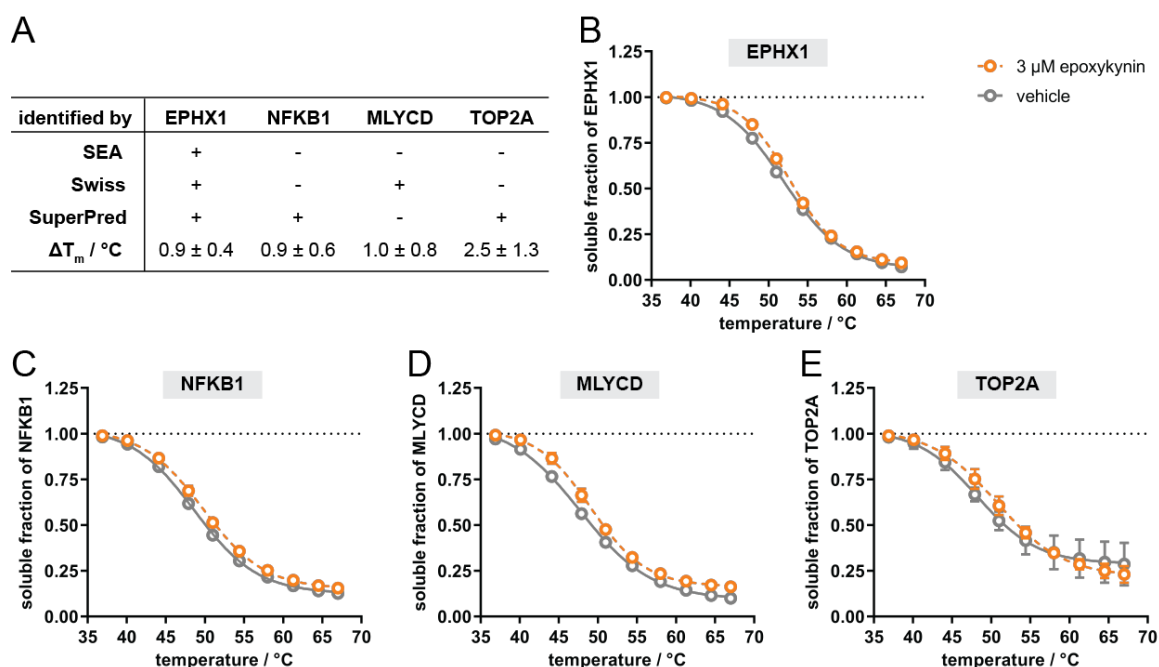 A
identified by EPHX1 NFKB1 MLYCD TOP2A
SEA + - - -
Swiss + - + -
SuperPred + + - +
ΔTm / °C 0.9 ± 0.4 0.9 ± 0.6 1.0 ± 0.8 2.5 ± 1.3
B
EPHX1
soluble fraction of EPHX1
1.25
1.00
0.75
0.50
0.25
0.00
35 40 45 50 55 60 65 70
temperature / °C
3 µM epoxykynin
vehicle
C
NFKB1
soluble fraction of NFKB1
1.25
1.00
0.75
0.50
0.25
0.00
35 40 45 50 55 60 65 70
temperature / °C
D
MLYCD
soluble fraction of MLYCD
1.25
1.00
0.75
0.50
0.25
0.00
35 40 45 50 55 60 65 70
temperature / °C
E
TOP2A
soluble fraction of TOP2A
1.25
1.00
0.75
0.50
0.25
0.00
35 40 45 50 55 60 65 70
temperature / °C